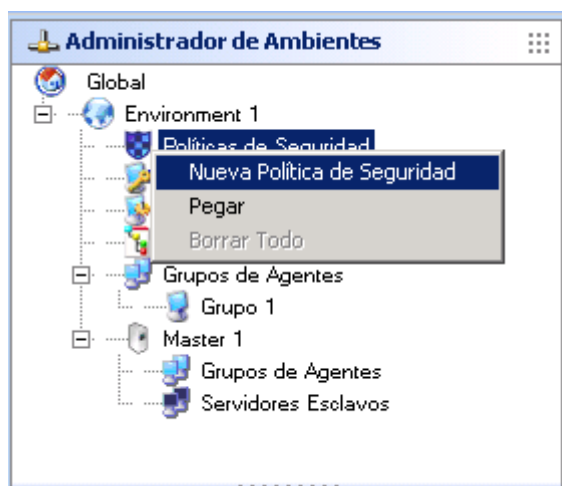 Administrador de Ambientes
Global
Environment 1
Políticas de Seguridad
Nueva Política de Seguridad
Pegar
Borrar Todo
Grupos de Agentes
Grupo 1
Master 1
Grupos de Agentes
Servidores Esclavos